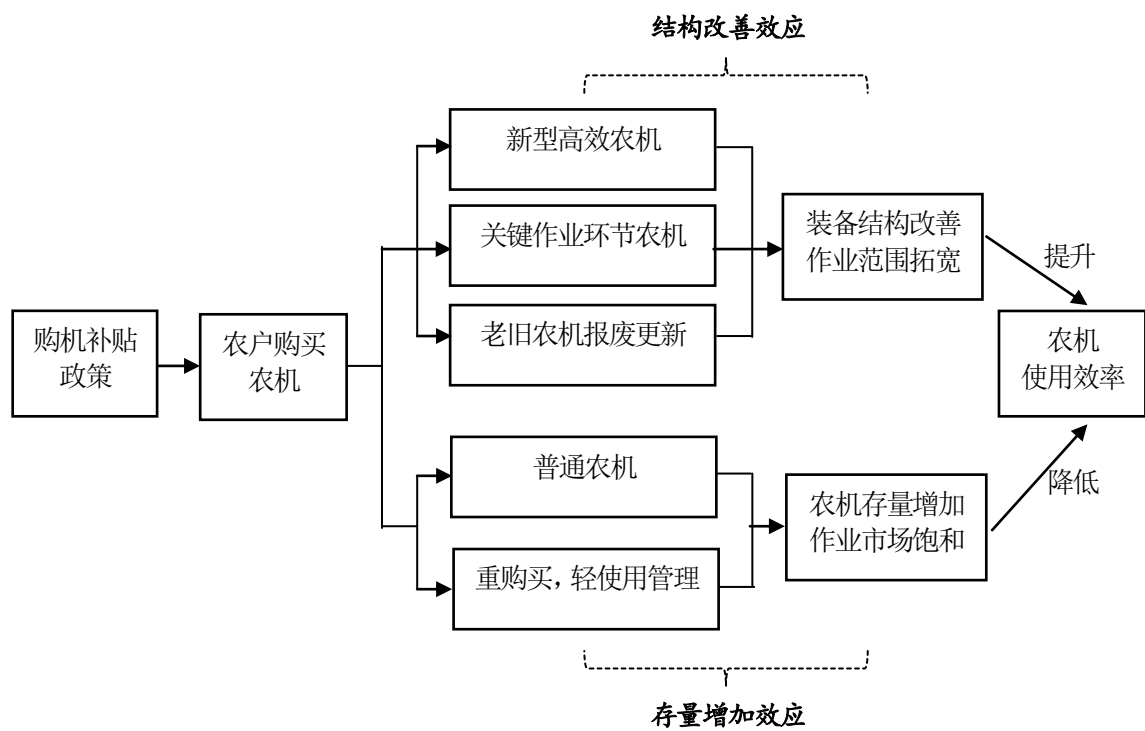 结构改善效应
新型高效农机
关键作业环节农机
老旧农机报废更新
装备结构改善
作业范围拓宽
提升
购机补贴
政策
农户购买
农机
农机
使用效率
普通农机
重购买，轻使用管理
农机存量增加
作业市场饱和
降低
存量增加效应